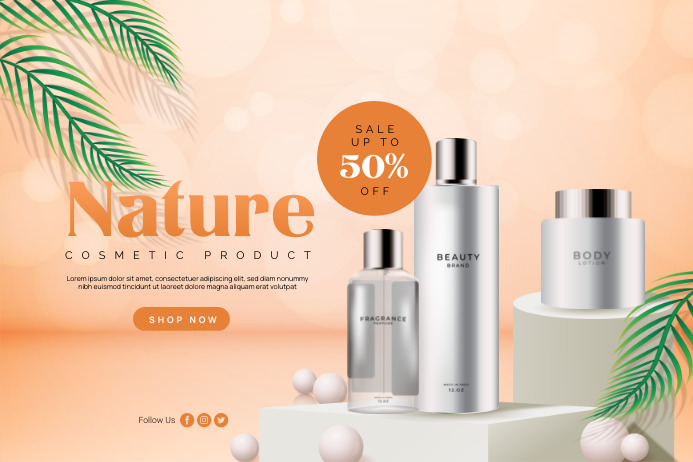 Nature
COSMETIC PRODUCT
Lorem ipsum dolor sit amet, consectetuer adipiscing elit, sed diam nonummy
nibh euismod tincidunt ut laoreet dolore magna aliquam erat volutpat
SHOP NOW
Follow Us
SALE
UP TO
50%
OFF
FRAGRANCE
BEAUTY
BRAND
12.OZ
BODY
LOTION